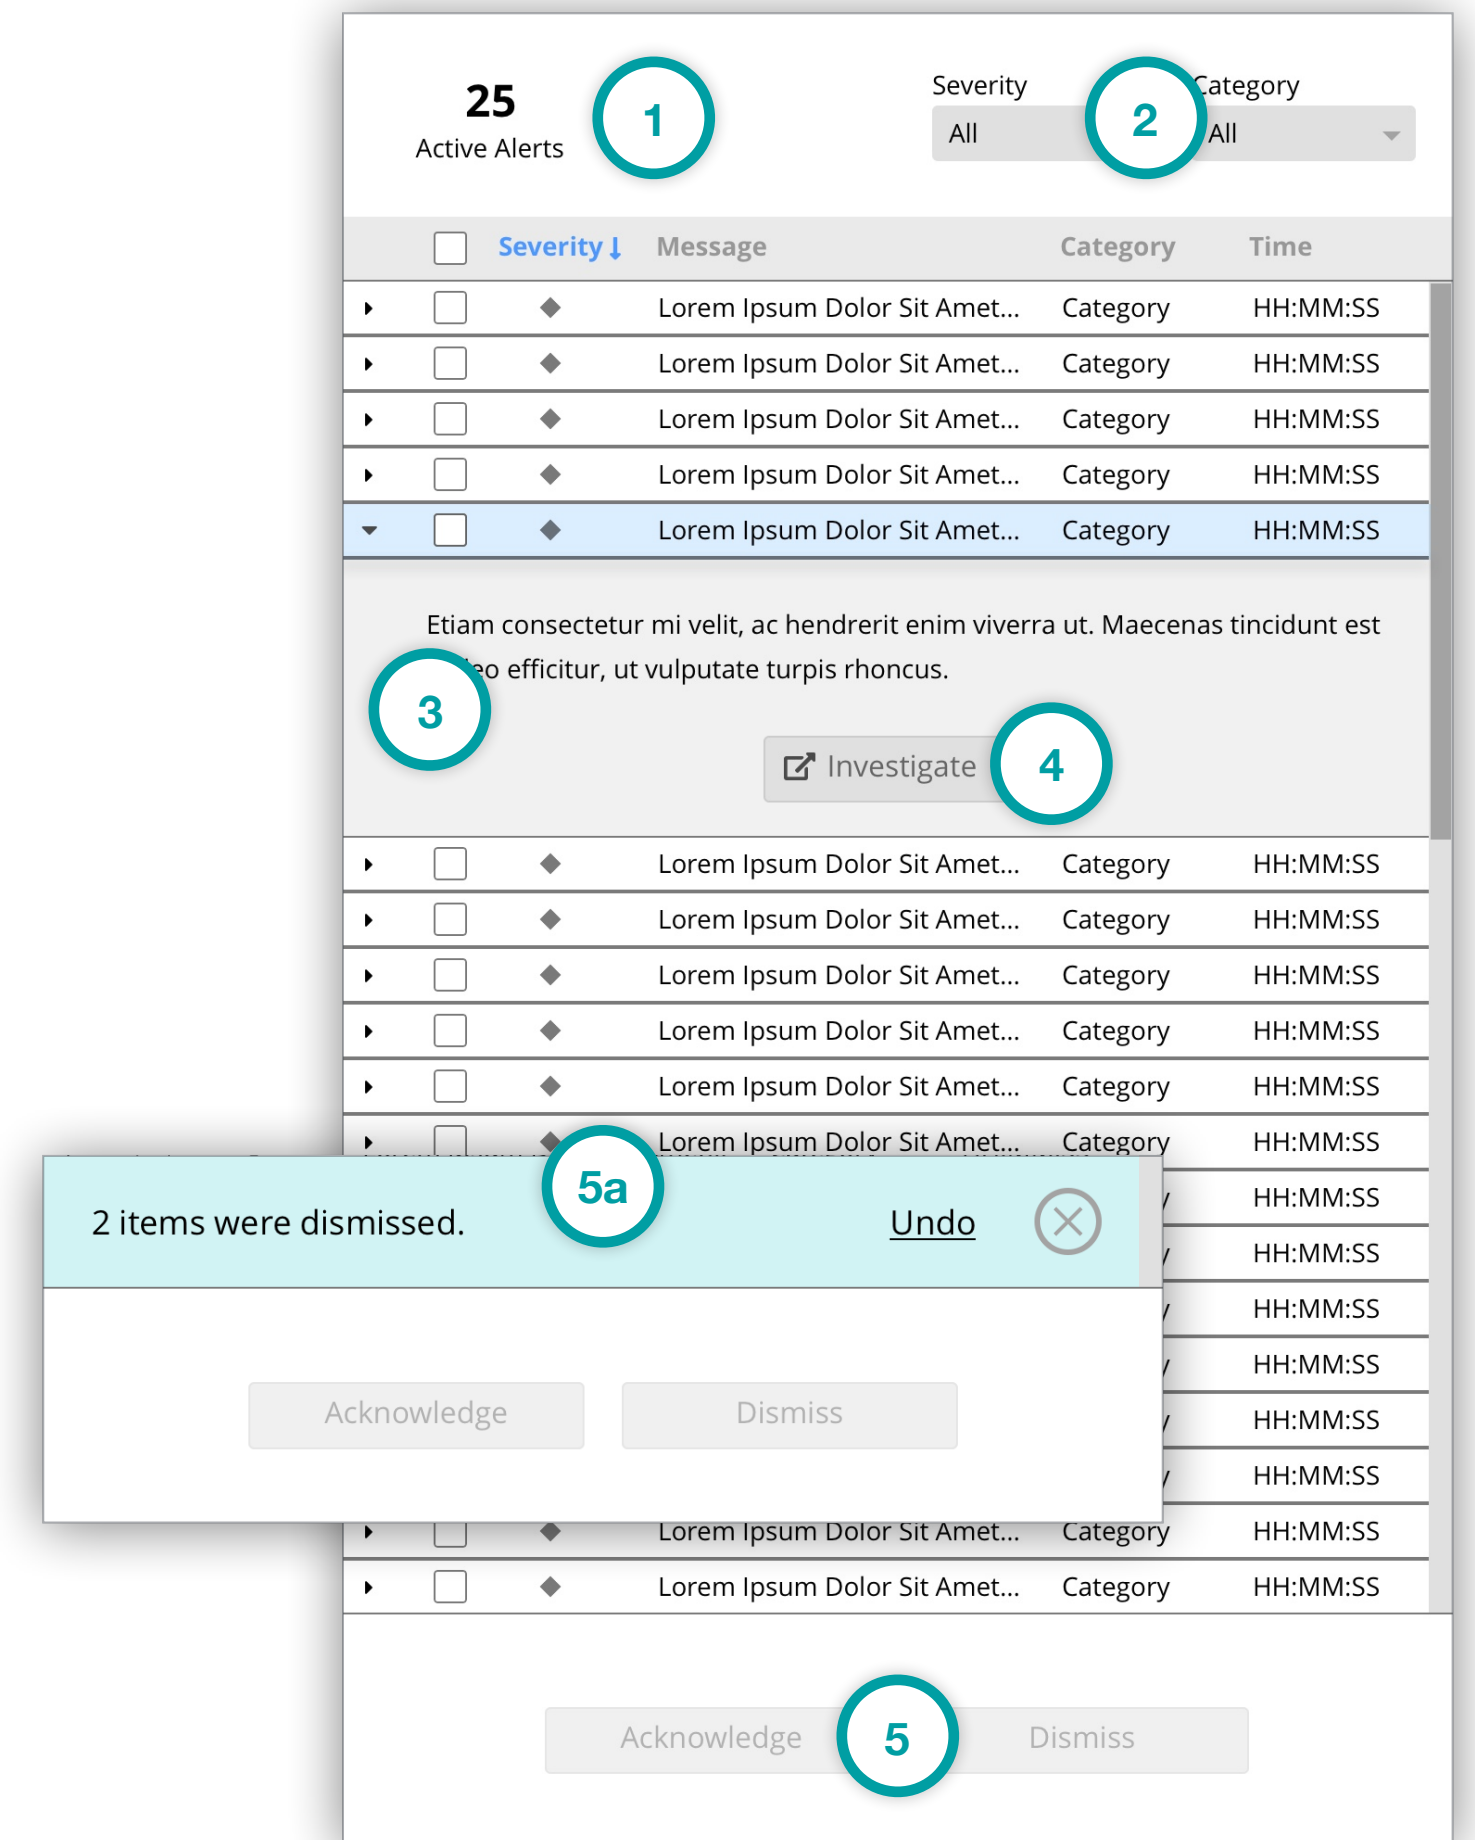 25
Active Alerts
1
Severity
Category
All
2
All
Severity Message Category Time
Lorem Ipsum Dolor Sit Amet... Category HH:MM:SS
Lorem Ipsum Dolor Sit Amet... Category HH:MM:SS
Lorem Ipsum Dolor Sit Amet... Category HH:MM:SS
Lorem Ipsum Dolor Sit Amet... Category HH:MM:SS
Lorem Ipsum Dolor Sit Amet... Category HH:MM:SS
Etiam consectetur mi velit, ac hendrerit enim viverra ut. Maecenas tincidunt est
efficitur, ut vulputate turpis rhoncus.
3
Investigate
4
Lorem Ipsum Dolor Sit Amet... Category HH:MM:SS
Lorem Ipsum Dolor Sit Amet... Category HH:MM:SS
Lorem Ipsum Dolor Sit Amet... Category HH:MM:SS
Lorem Ipsum Dolor Sit Amet... Category HH:MM:SS
Lorem Ipsum Dolor Sit Amet... Category HH:MM:SS
Lorem Ipsum Dolor Sit Amet... Category HH:MM:SS
HH:MM:SS
HH:MM:SS
HH:MM:SS
HH:MM:SS
HH:MM:SS
HH:MM:SS
5a
2 items were dismissed. Undo
Acknowledge Dismiss
Lorem Ipsum Dolor Sit Amet... Category HH:MM:SS
Lorem Ipsum Dolor Sit Amet... Category HH:MM:SS
Acknowledge 5 Dismiss